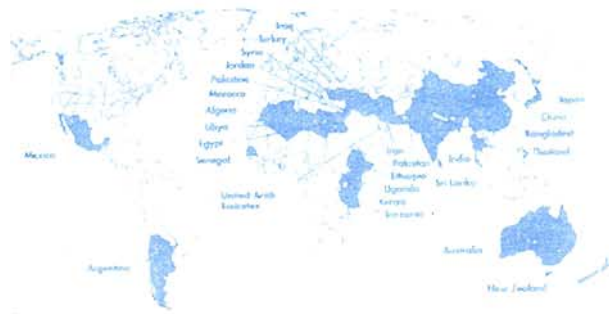 Iraq
Turkey
Syria
Jordan
Morocco
Algeria
Libya
Egypt
Senegal
Mexico
United Arab
Emirates
Argentina
Iran
Pakistan
Ethiopia
Uganda
Kenya
Tanzania
India
Sri Lanka
Japan
China
Bangladesh
Thailand
Australia
New Zealand